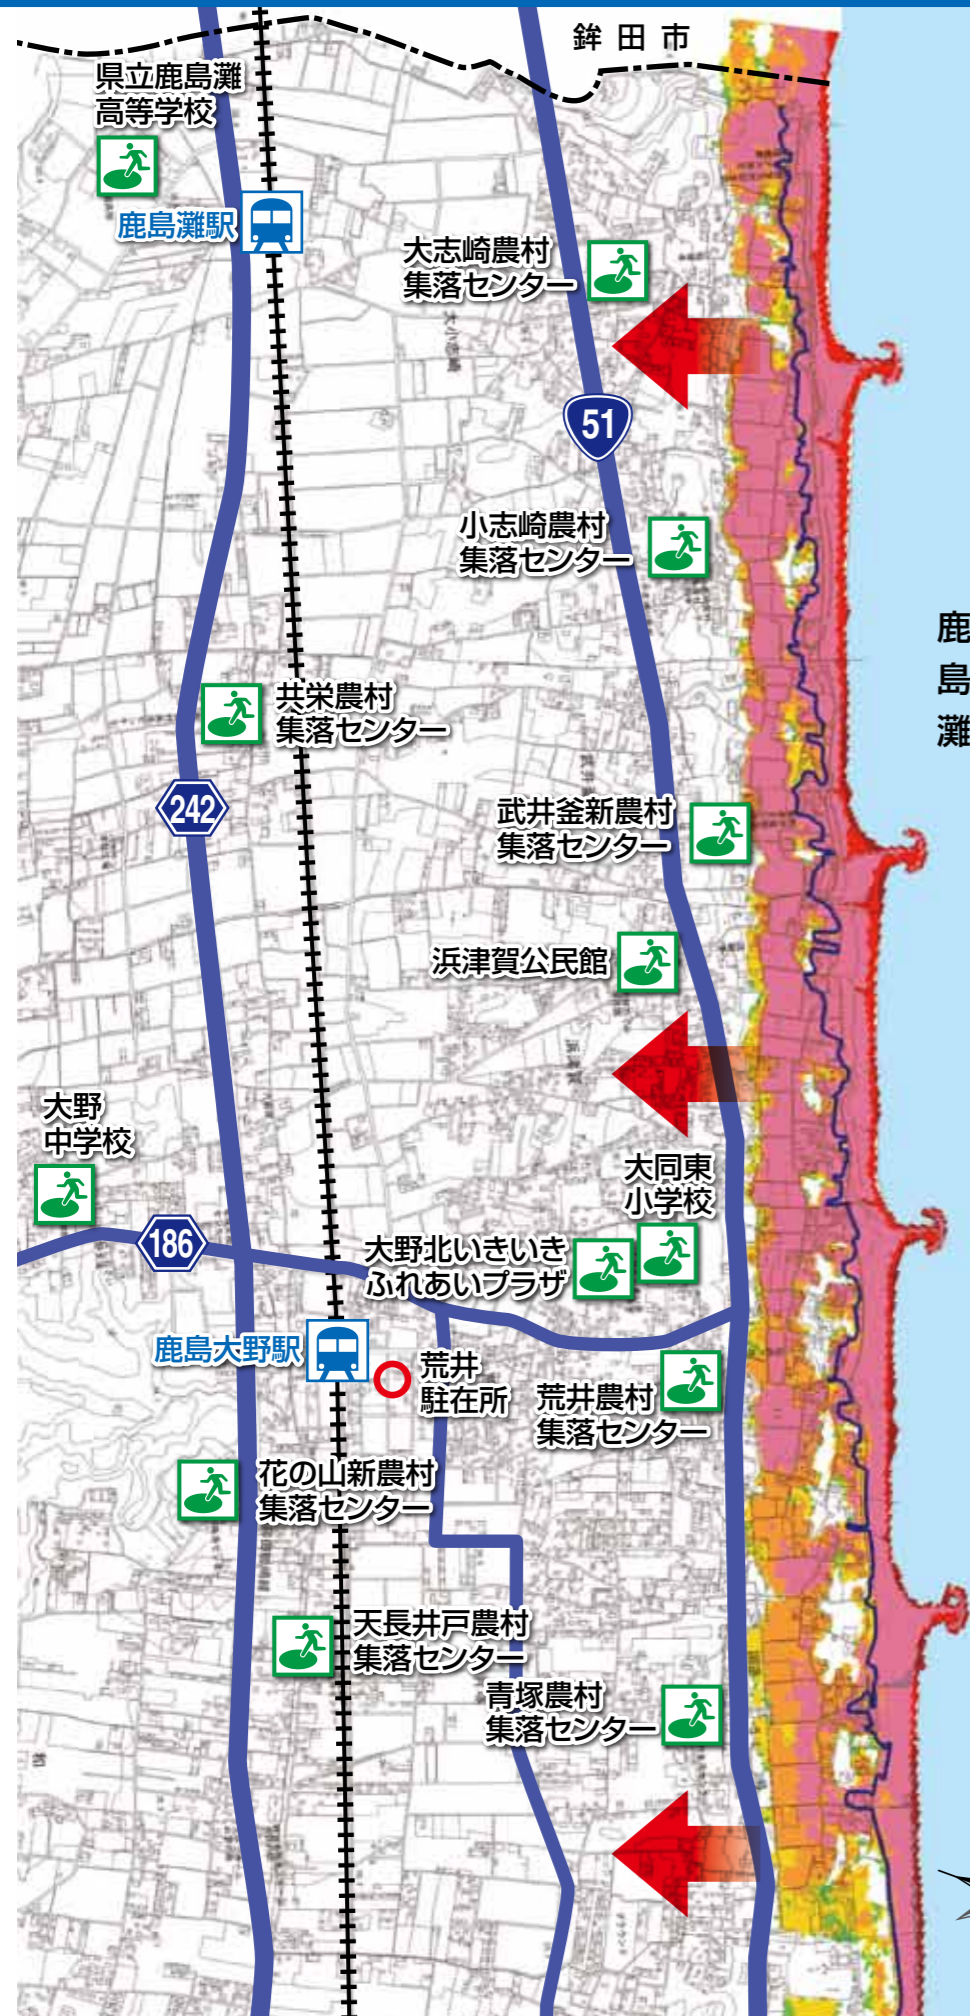 鉾田市
県立鹿島灘
高等学校
鹿島灘駅
大志崎農村
集落センター
51
小志崎農村
集落センター
鹿島灘
共栄農村
集落センター
242
武井釜新農村
集落センター
浜津賀公民館
大野
中学校
大同東
小学校
186
大野北いきいき
ふれあいプラザ
鹿島大野駅
荒井
駐在所
荒井農村
集落センター
花の山新農村
集落センター
天長井戸農村
集落センター
青塚農村
集落センター